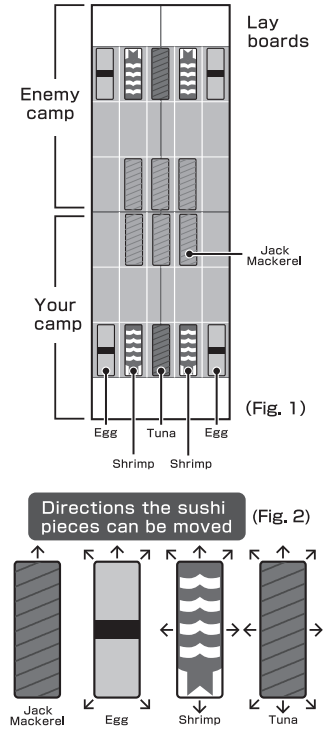 Lay
boards
Enemy
camp
Jack
Mackerel
Your
camp
(Fig. 1)
Egg Tuna Egg
Shrimp Shrimp
Directions the sushi
pieces can be moved
(Fig. 2)
Jack
Mackerel
Egg
Shrimp
Tuna